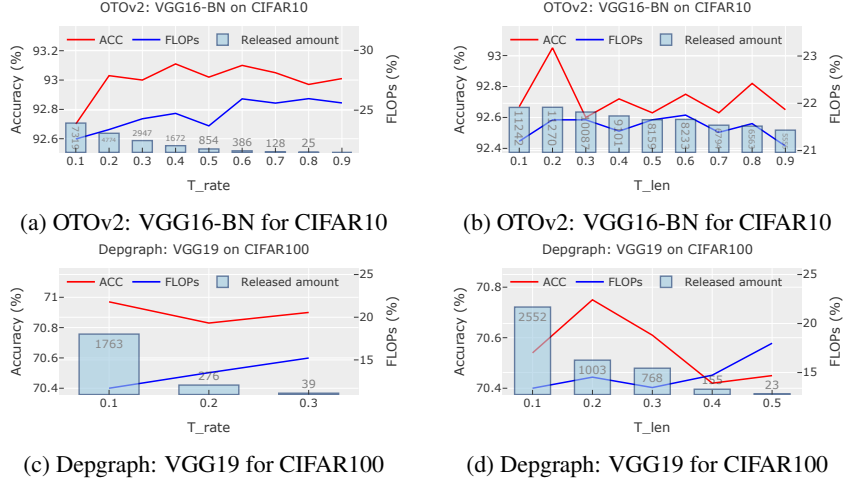 OTOv2: VGG16-BN on CIFAR10
ACC FLOPs Released amount
Accuracy (%)
FLOPs (%)
93.2
93
92.8
92.6
30
25
7319 2947 1672 854 386 128 25
0.1 0.2 0.3 0.4 0.5 0.6 0.7 0.8 0.9
T_rate
(a) OTOv2: VGG16-BN for CIFAR10
OTOv2: VGG16-BN on CIFAR10
ACC FLOPs Released amount
Accuracy (%)
FLOPs (%)
93
92.8
92.6
92.4
23
22
21
11242 11270 10087 9101 8159 8233
0.1 0.2 0.3 0.4 0.5 0.6 0.7 0.8 0.9
T_len
(b) OTOv2: VGG16-BN for CIFAR10
Depgraph: VGG19 on CIFAR100
ACC FLOPs Released amount
Accuracy (%)
FLOPs (%)
71
70.8
70.6
70.4
25
20
15
1763 276 39
0.1 0.2 0.3
T_rate
(c) Depgraph: VGG19 for CIFAR100
Depgraph: VGG19 on CIFAR100
ACC FLOPs Released amount
Accuracy (%)
FLOPs (%)
70.8
70.6
70.4
25
20
15
2552 1003 768 165 23
0.1 0.2 0.3 0.4 0.5
T_len
(d) Depgraph: VGG19 for CIFAR100